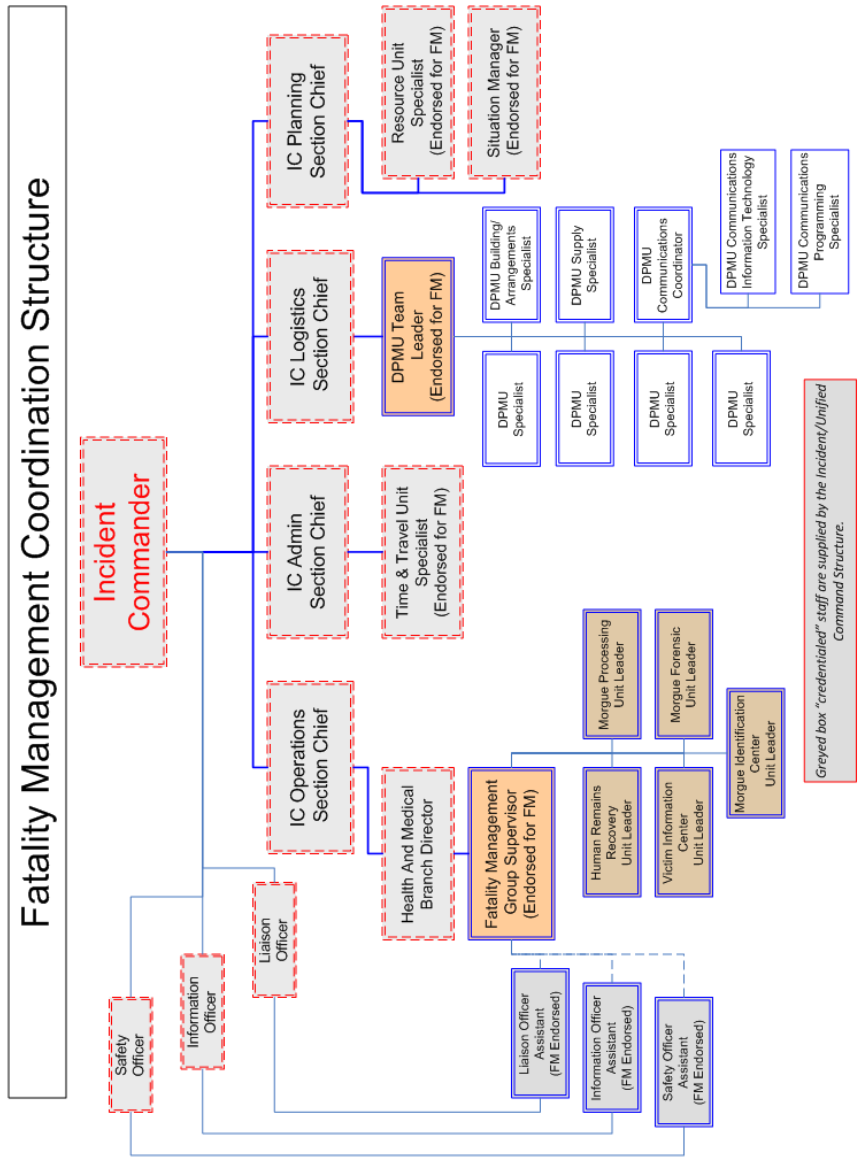 Fatality Management Coordination Structure
Incident
Commander
Safety
Officer
Information
Officer
Liaison
Officer
IC Operations
Section Chief
IC Admin
Section Chief
IC Logistics
Section Chief
IC Planning
Section Chief
Health And Medical
Branch Director
Time & Travel Unit
Specialist
(Endorsed for FM)
DPMU Team
Leader
(Endorsed for FM)
Resource Unit
Specialist
(Endorsed for FM)
Situation Manager
(Endorsed for FM)
Fatality Management
Group Supervisor
(Endorsed for FM)
Liaison Officer
Assistant
(FM Endorsed)
Information Officer
Assistant
(FM Endorsed)
Safety Officer
Assistant
(FM Endorsed)
Human Remains
Recovery
Unit Leader
Morgue Processing
Unit Leader
Victim Information
Center
Unit Leader
Morgue Forensic
Unit Leader
Morgue Identification
Center
Unit Leader
DPMU
Specialist
DPMU Building/
Arrangements
Specialist
DPMU
Specialist
DPMU Supply
Specialist
DPMU
Specialist
DPMU
Communications
Coordinator
DPMU
Specialist
DPMU Communications
Information Technology
Specialist
DPMU Communications
Programming
Specialist
Greyed box "credentialed" staff are supplied by the Incident/Unified
Command Structure.